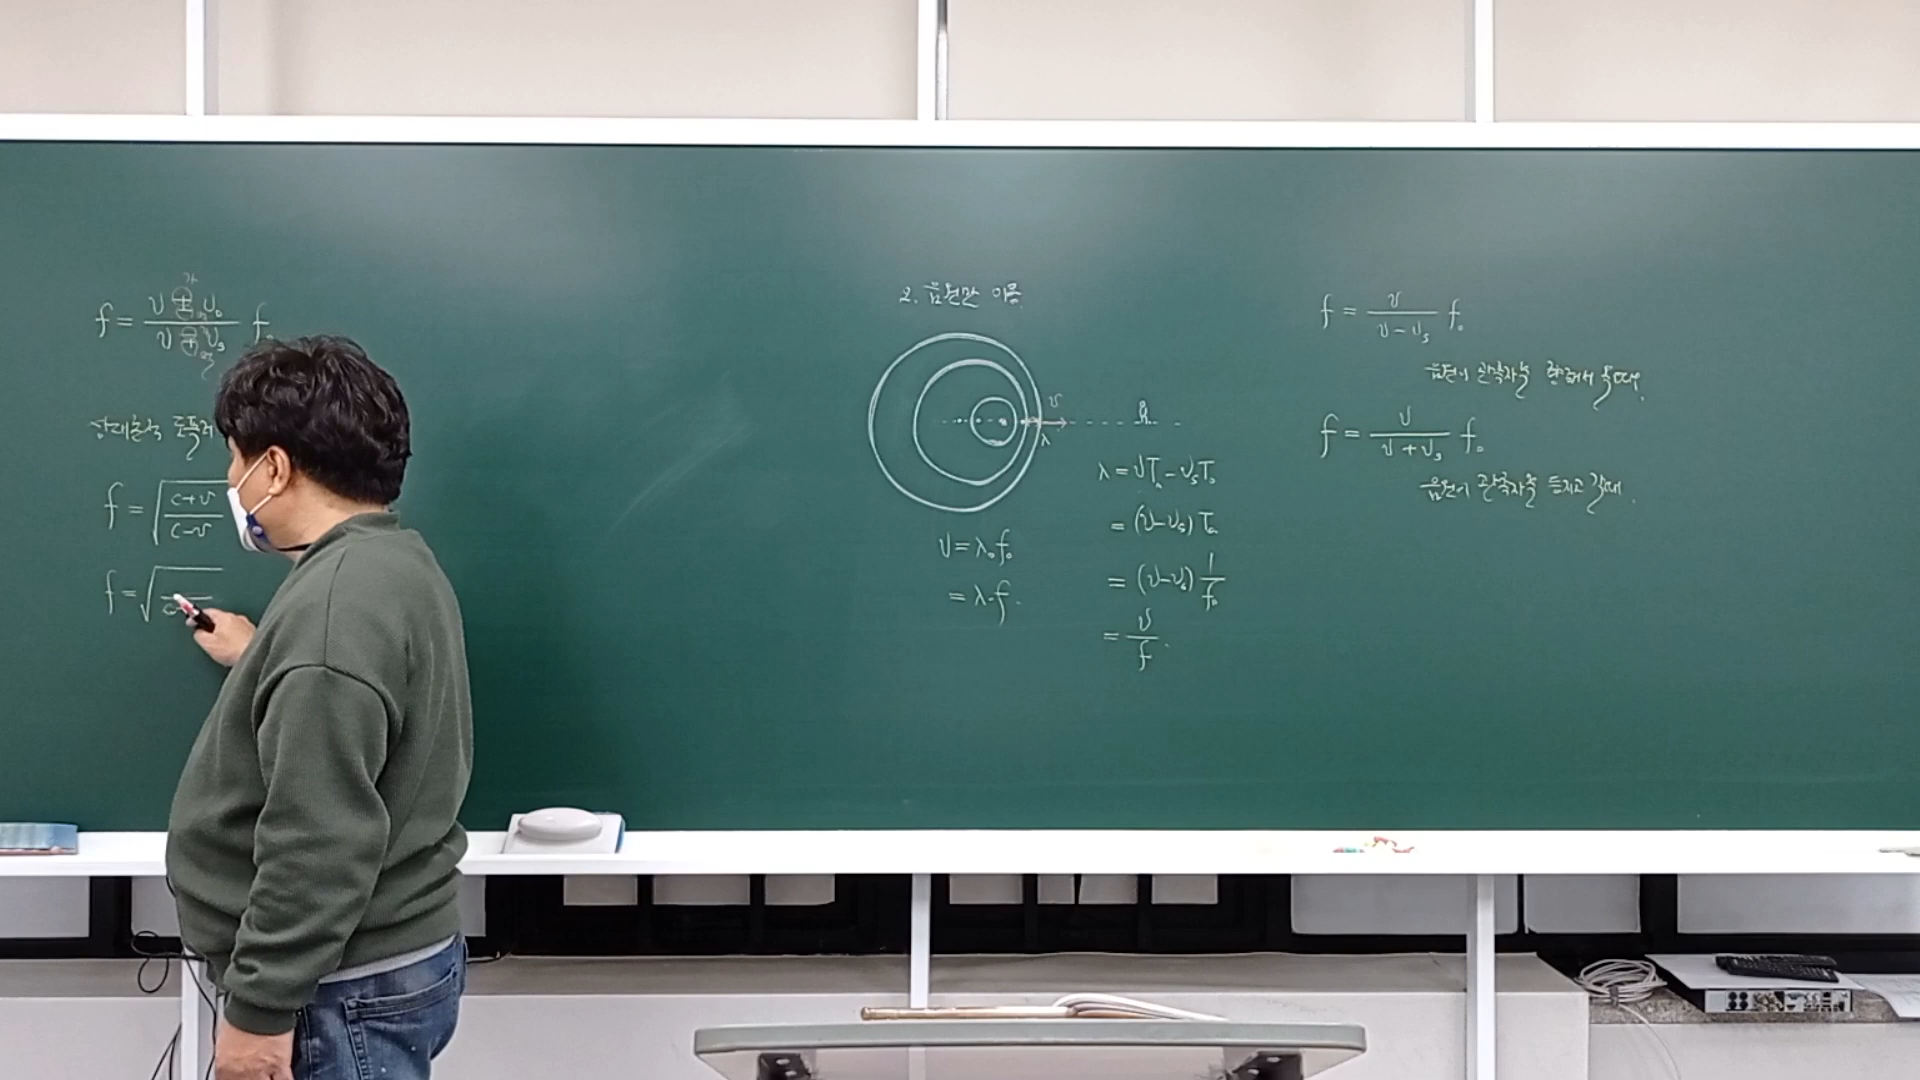 f = (v ± v₀)/(v ∓ vₛ) f₀
가
상대론적 도플러
f = √((c+v)/(c-v))
f = √
2. 음원만 이동
v
λ
v = λ₀f₀
= λ·f.
λ = vT₀ - vₛT₀
= (v-vₛ) T₀
= (v-vₛ) 1/f₀
= v/f.
f = v/(v-vₛ) f₀
음원이 관측자를 향해서 올때.
f = v/(v+vₛ) f₀
음원이 관측자를 등지고 갈때.